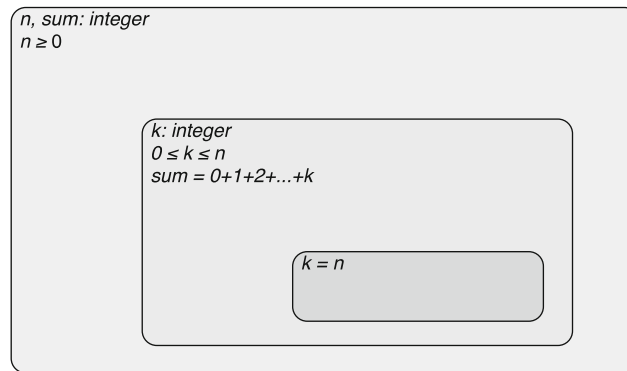 n, sum: integer
n ≥ 0
k: integer
0 ≤ k ≤ n
sum = 0+1+2+...+k
k = n